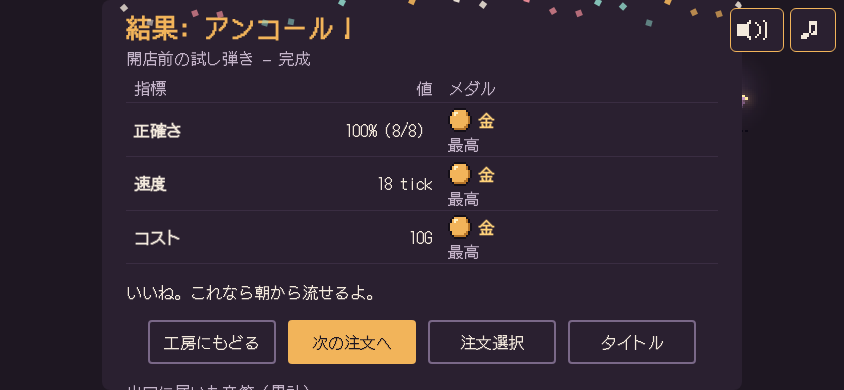 結果: アンコール!
開店前の試し弾き – 完成
指標 値 メダル
正確さ 100% (8/8) 金
最高
速度 18 tick 金
最高
コスト 10G 金
最高
いいね。これなら朝から流せるよ。
工房にもどる 次の注文へ 注文選択 タイトル